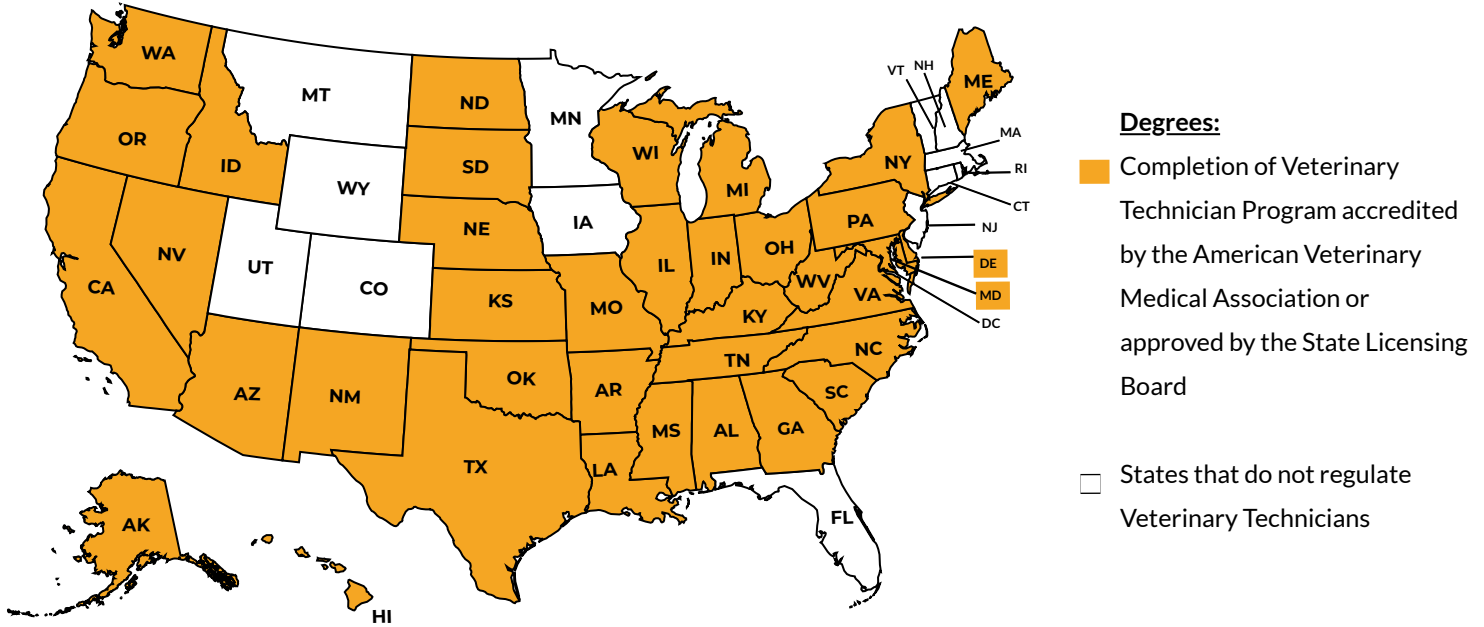 WA
MT
ND
MN
VT
NH
ME
OR
ID
SD
WI
MI
NY
MA
RI
WY
CT
NE
IA
PA
NJ
NV
UT
CO
IL
IN
OH
DE
CA
KS
MO
WV
VA
MD
KY
DC
TN
NC
AZ
NM
OK
AR
SC
MS
AL
GA
TX
LA
FL
AK
HI
Degrees:
Completion of Veterinary
Technician Program accredited
by the American Veterinary
Medical Association or
approved by the State Licensing
Board
States that do not regulate
Veterinary Technicians